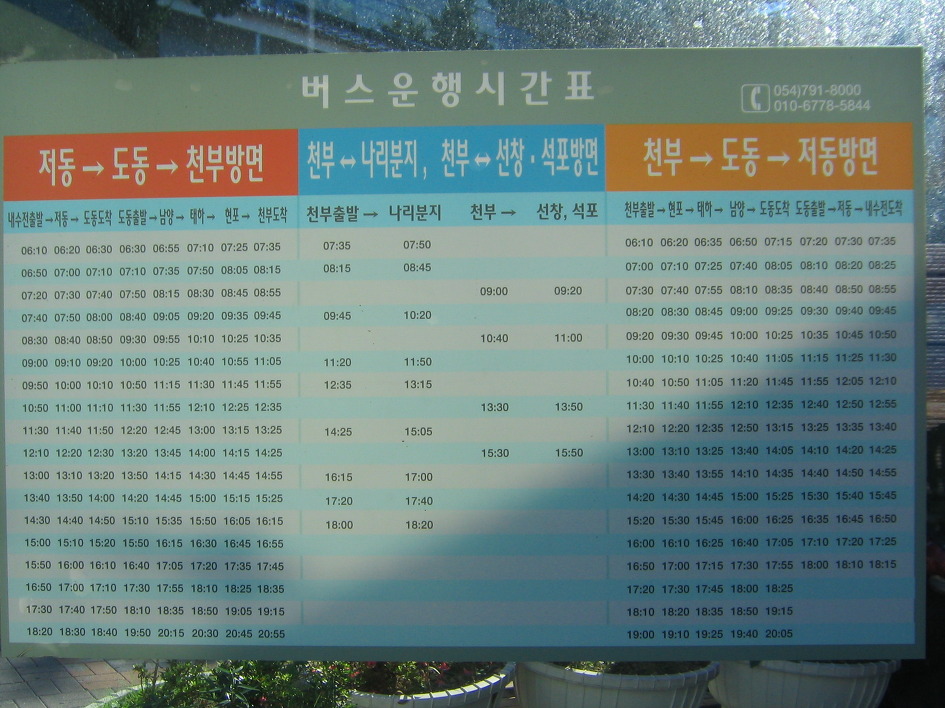 버스운행시간표
054)791-8000
010-6778-5844
저동→도동→천부방면 천부↔나리분지, 천부↔선창·석포방면 천부→도동→저동방면
내수전출발→저동→ 도동도착 도동출발→남양→ 태하→ 현포→ 천부도착 천부출발→ 나리분지 천부→ 선창, 석포 천부출발→ 현포→ 태하→ 남양→ 도동도착 도동출발→저동→ 내수전도착
06:10 06:20 06:30 06:30 06:55 07:10 07:25 07:35 07:35 07:50 06:10 06:20 06:35 06:50 07:15 07:20 07:30 07:35
06:50 07:00 07:10 07:10 07:35 07:50 08:05 08:15 08:15 08:45 07:00 07:10 07:25 07:40 08:05 08:10 08:20 08:25
07:20 07:30 07:40 07:50 08:15 08:30 08:45 08:55 09:00 09:20 07:30 07:40 07:55 08:10 08:35 08:40 08:50 08:55
07:40 07:50 08:00 08:40 09:05 09:20 09:35 09:45 09:45 10:20 08:20 08:30 08:45 09:00 09:25 09:30 09:40 09:45
08:30 08:40 08:50 09:30 09:55 10:10 10:25 10:35 10:40 11:00 09:20 09:30 09:45 10:00 10:25 10:35 10:45 10:50
09:00 09:10 09:20 10:00 10:25 10:40 10:55 11:05 11:20 11:50 10:00 10:10 10:25 10:40 11:05 11:15 11:25 11:30
09:50 10:00 10:10 10:50 11:15 11:30 11:45 11:55 12:35 13:15 10:40 10:50 11:05 11:20 11:45 11:55 12:05 12:10
10:50 11:00 11:10 11:30 11:55 12:10 12:25 12:35 13:30 13:50 11:30 11:40 11:55 12:10 12:35 12:40 12:50 12:55
11:30 11:40 11:50 12:20 12:45 13:00 13:15 13:25 14:25 15:05 12:10 12:20 12:35 12:50 13:15 13:25 13:35 13:40
12:10 12:20 12:30 13:20 13:45 14:00 14:15 14:25 15:30 15:50 13:00 13:10 13:25 13:40 14:05 14:10 14:20 14:25
13:00 13:10 13:20 13:50 14:15 14:30 14:45 14:55 16:15 17:00 13:30 13:40 13:55 14:10 14:35 14:40 14:50 14:55
13:40 13:50 14:00 14:20 14:45 15:00 15:15 15:25 17:20 17:40 14:20 14:30 14:45 15:00 15:25 15:30 15:40 15:45
14:30 14:40 14:50 15:10 15:35 15:50 16:05 16:15 18:00 18:20 15:20 15:30 15:45 16:00 16:25 16:35 16:45 16:50
15:00 15:10 15:20 15:50 16:15 16:30 16:45 16:55 16:00 16:10 16:25 16:40 17:05 17:10 17:20 17:25
15:50 16:00 16:10 16:40 17:05 17:20 17:35 17:45 16:50 17:00 17:15 17:30 17:55 18:00 18:10 18:15
16:50 17:00 17:10 17:30 17:55 18:10 18:25 18:35 17:20 17:30 17:45 18:00 18:25
17:30 17:40 17:50 18:10 18:35 18:50 19:05 19:15 18:10 18:20 18:35 18:50 19:15
18:20 18:30 18:40 19:50 20:15 20:30 20:45 20:55 19:00 19:10 19:25 19:40 20:05